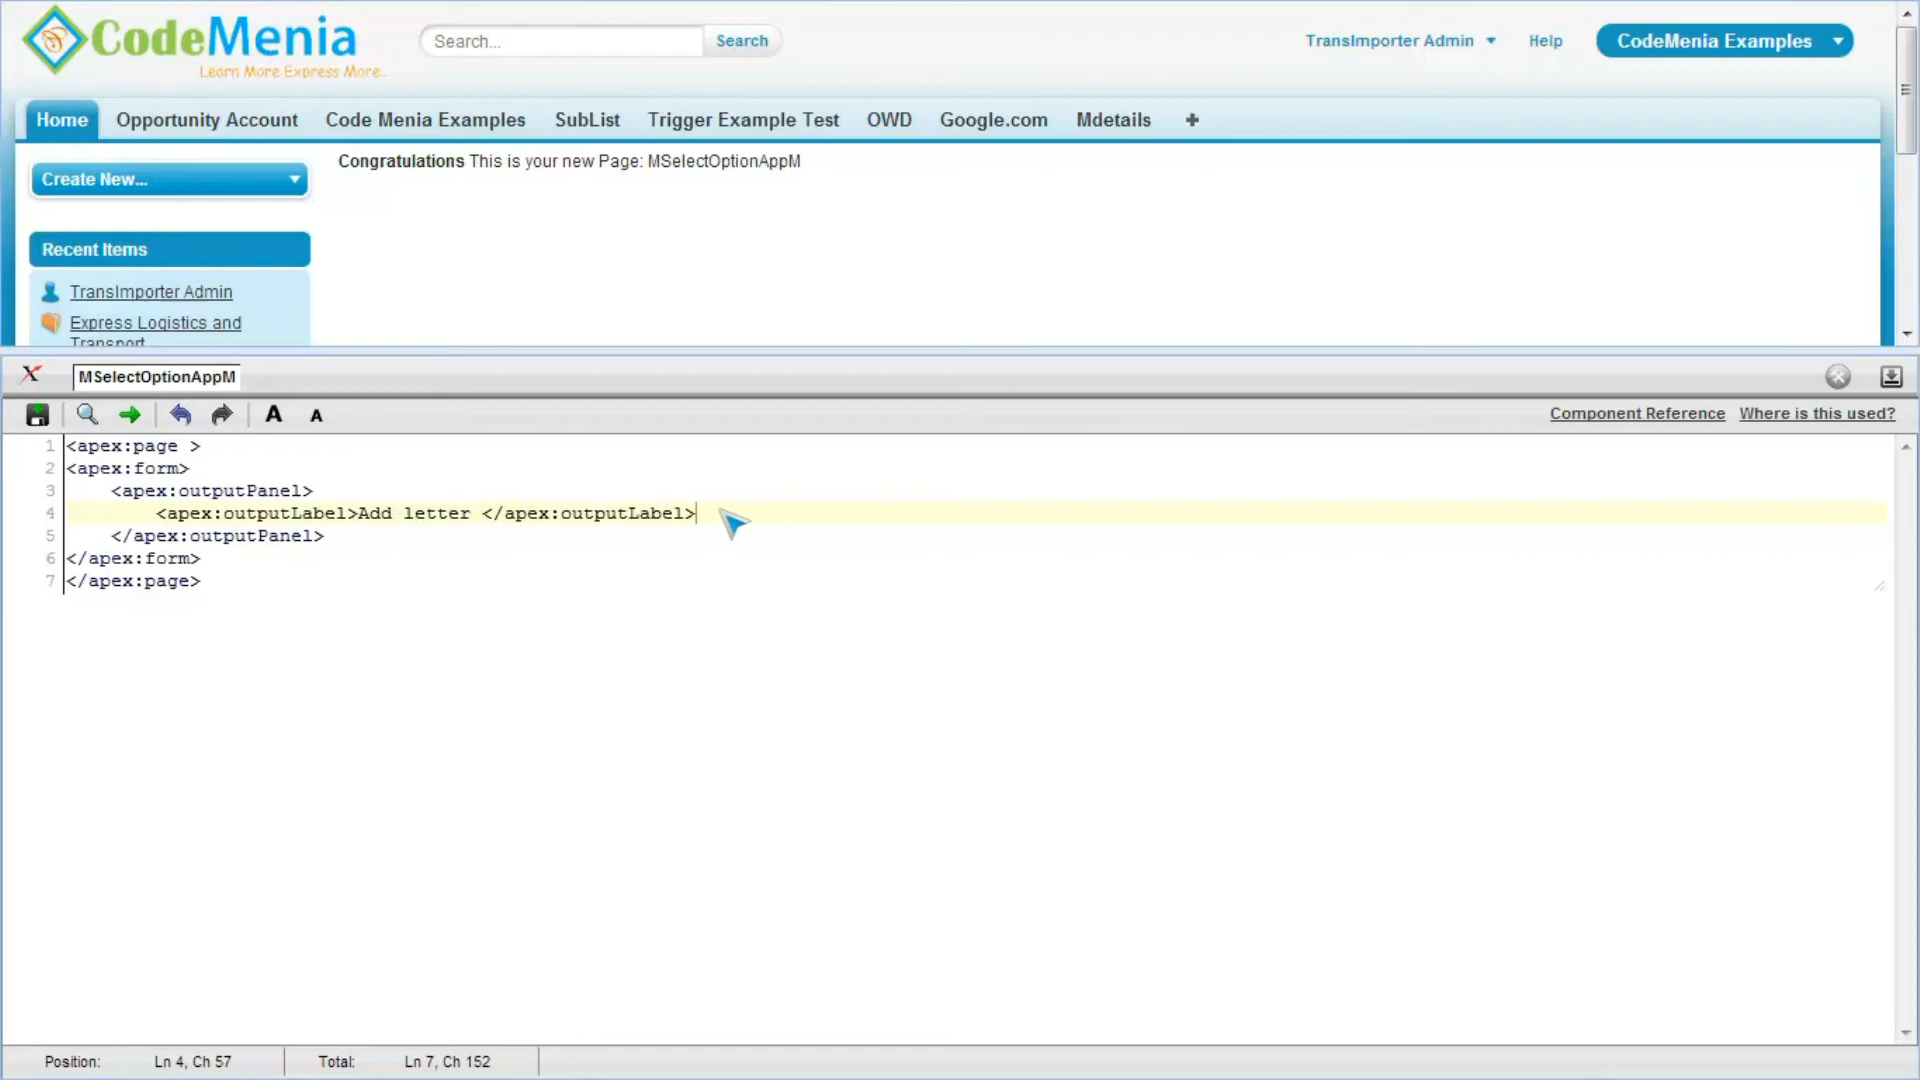 CodeMenia
Learn More Express More..
Search...
Search
TransImporter Admin
Help
CodeMenia Examples
Home
Opportunity Account
Code Menia Examples
SubList
Trigger Example Test
OWD
Google.com
Mdetails
+
Create New...
Congratulations This is your new Page: MSelectOptionAppM
Recent Items
TransImporter Admin
Express Logistics and
Transport
MSelectOptionAppM
A
A
Component Reference
Where is this used?
1 <apex:page >
2 <apex:form>
3 <apex:outputPanel>
4 <apex:outputLabel>Add letter </apex:outputLabel>
5 </apex:outputPanel>
6 </apex:form>
7 </apex:page>
Position: Ln 4, Ch 57 Total: Ln 7, Ch 152